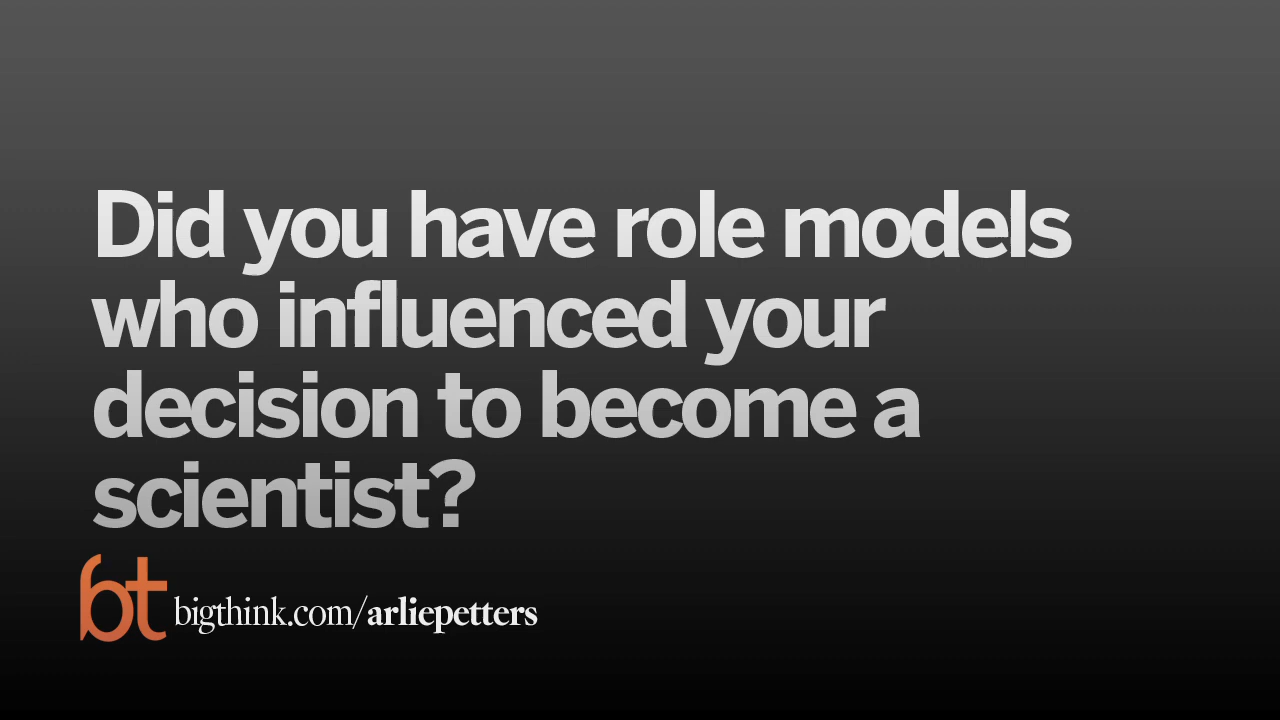 Did you have role models
who influenced your
decision to become a
scientist?
bt bigthink.com/arliepetters